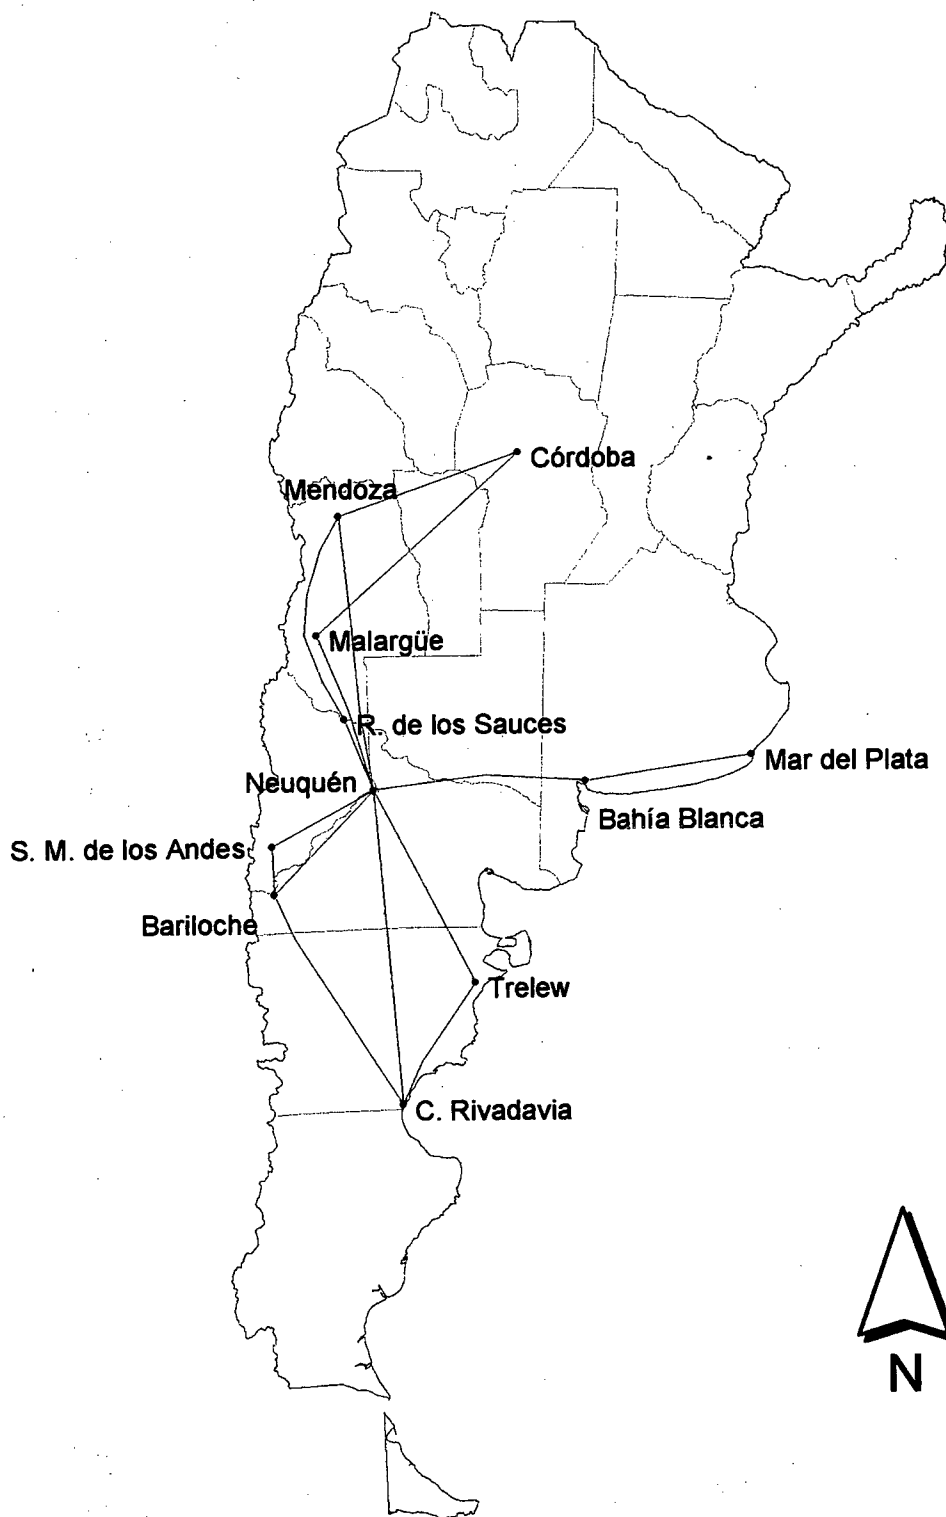 Córdoba
Mendoza
Malargüe
R. de los Sauces
Neuquén
Mar del Plata
Bahía Blanca
S. M. de los Andes
Bariloche
Trelew
C. Rivadavia
N